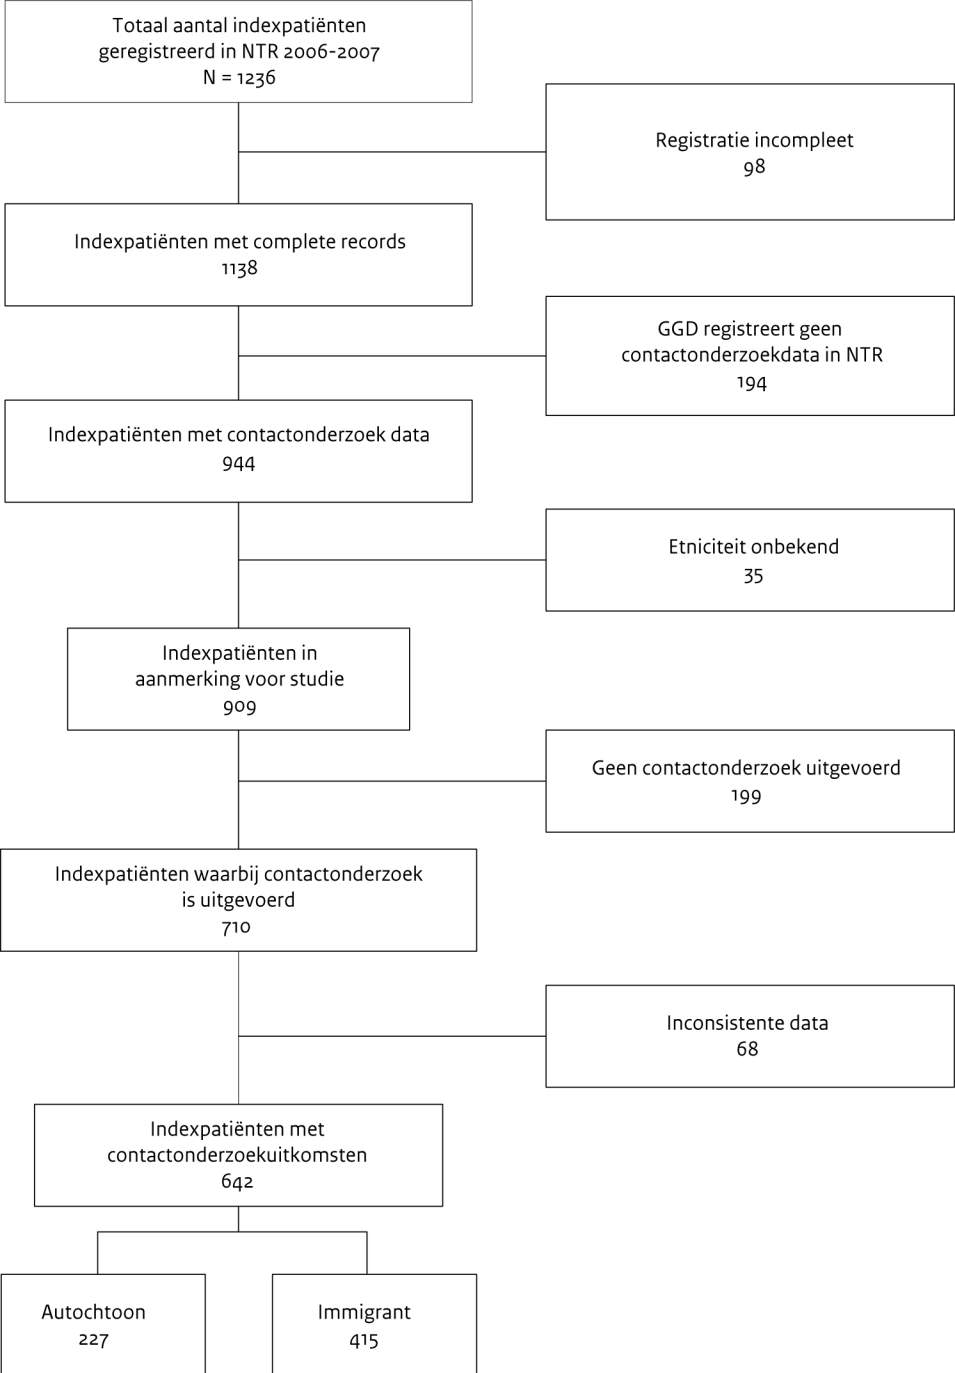 Totaal aantal indexpatiënten
geregistreerd in NTR 2006-2007
N = 1236
Registratie incompleet
98
Indexpatiënten met complete records
1138
GGD registreert geen
contactonderzoekdata in NTR
194
Indexpatiënten met contactonderzoek data
944
Etniciteit onbekend
35
Indexpatiënten in
aanmerking voor studie
909
Geen contactonderzoek uitgevoerd
199
Indexpatiënten waarbij contactonderzoek
is uitgevoerd
710
Inconsistente data
68
Indexpatiënten met
contactonderzoekuitkomsten
642
Autochtoon
227
Immigrant
415